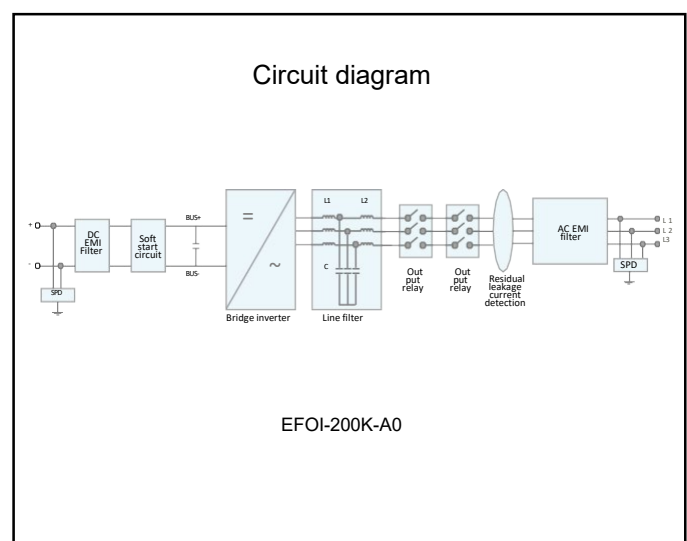 Circuit diagram
+
-
SPD
DC
EMI
Filter
Soft
start
circuit
BUS+
BUS-
=
~
Bridge inverter
L1
L2
C
Line filter
Out
put
relay
Out
put
relay
Residual
leakage
current
detection
AC EMI
filter
L 1
L 2
L3
SPD
EFOI-200K-A0